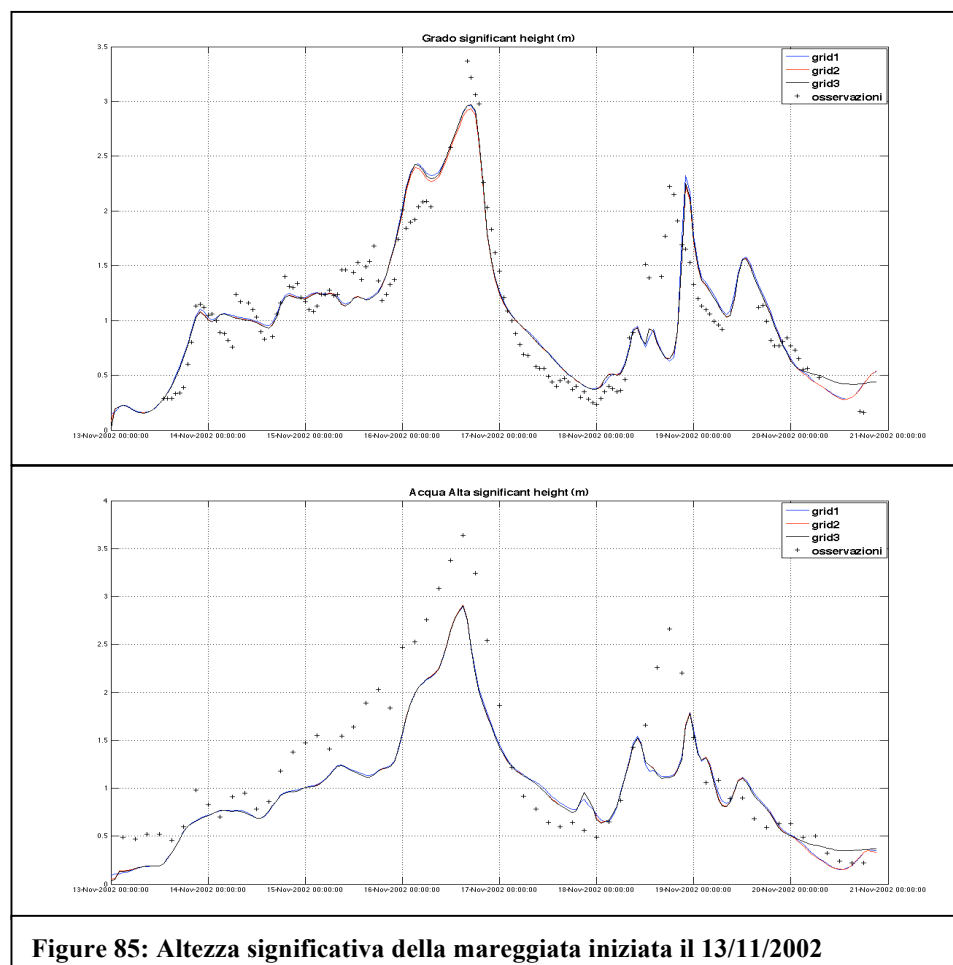 Grado significant height (m)
grid1
grid2
grid3
osservazioni
3.5
3
2.5
2
1.5
1
0.5
0
13-Nov-2002 00:00:00 14-Nov-2002 00:00:00 15-Nov-2002 00:00:00 16-Nov-2002 00:00:00 17-Nov-2002 00:00:00 18-Nov-2002 00:00:00 19-Nov-2002 00:00:00 20-Nov-2002 00:00:00 21-Nov-2002 00:00:00
Acqua Alta significant height (m)
grid1
grid2
grid3
osservazioni
4
3.5
3
2.5
2
1.5
1
0.5
0
13-Nov-2002 00:00:00 14-Nov-2002 00:00:00 15-Nov-2002 00:00:00 16-Nov-2002 00:00:00 17-Nov-2002 00:00:00 18-Nov-2002 00:00:00 19-Nov-2002 00:00:00 20-Nov-2002 00:00:00 21-Nov-2002 00:00:00
Figure 85: Altezza significativa della mareggiata iniziata il 13/11/2002